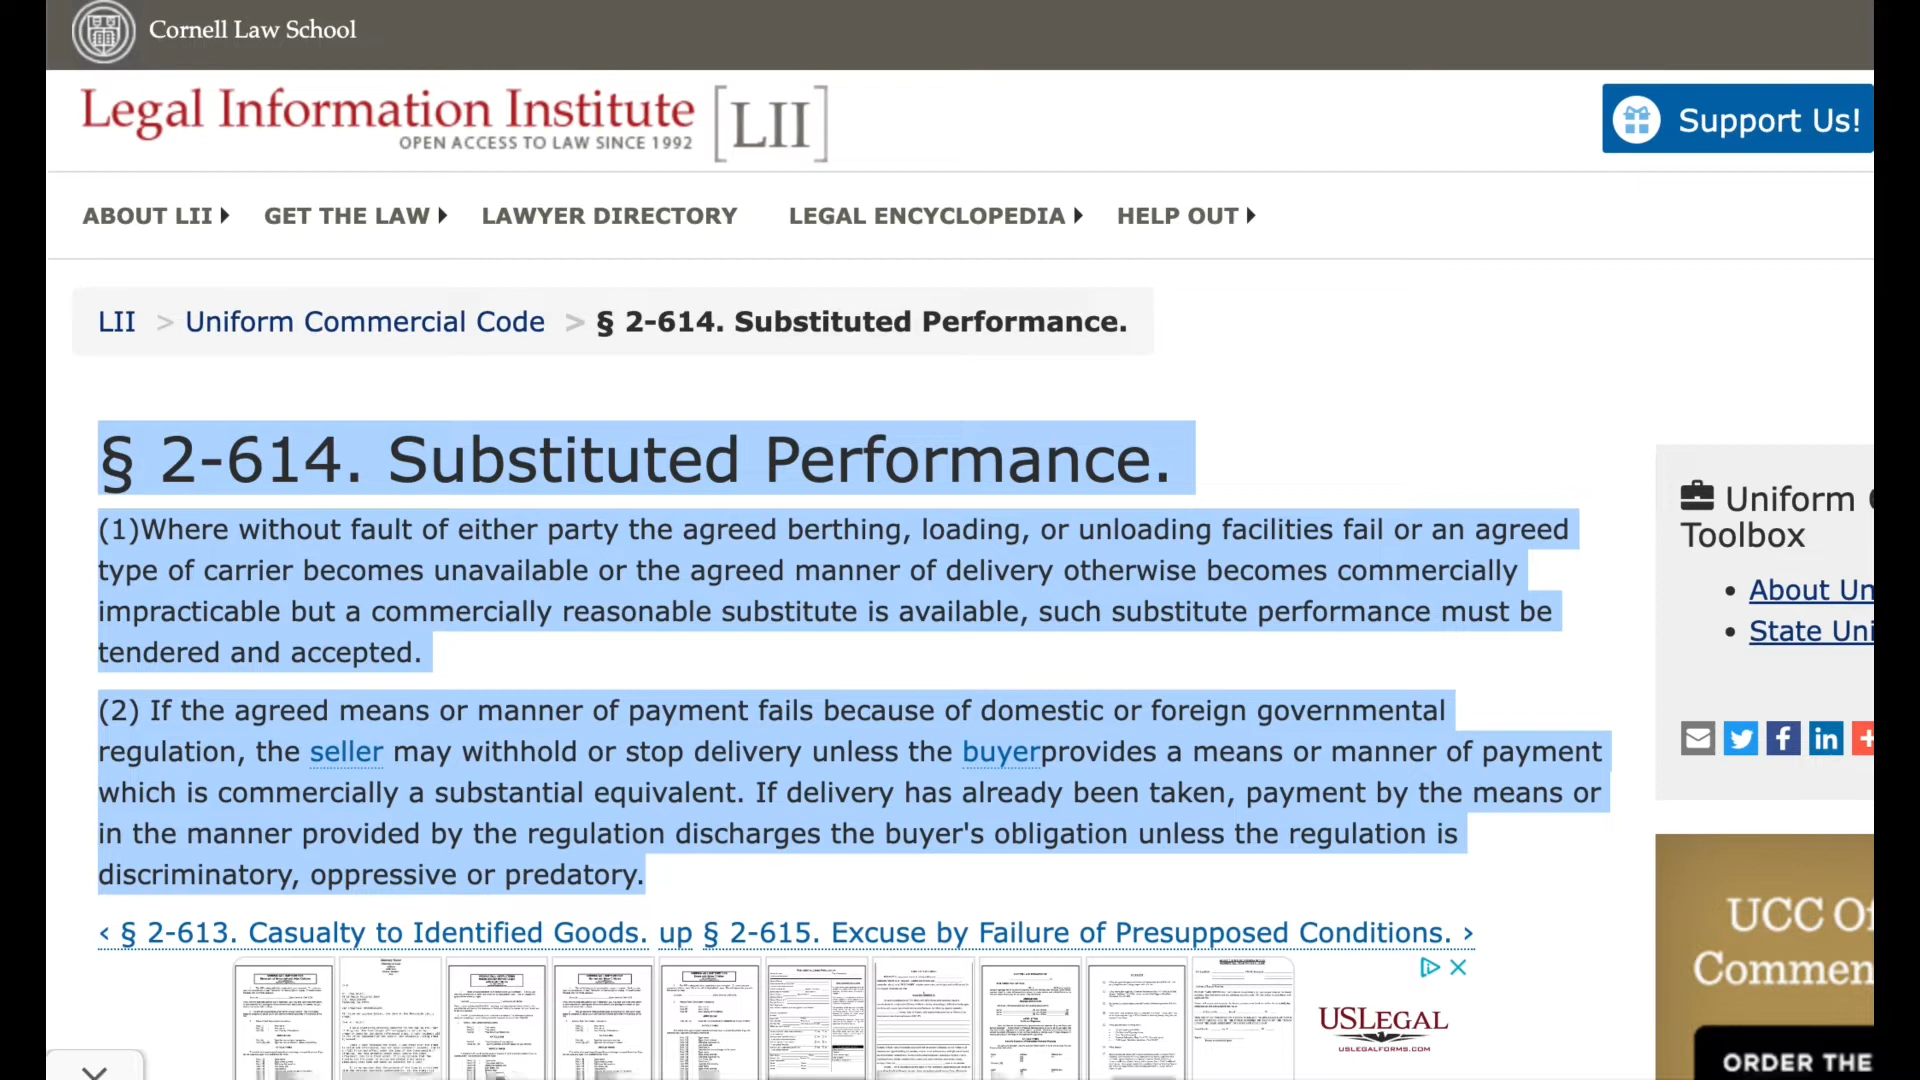 Cornell Law School
Legal Information Institute [LII]
OPEN ACCESS TO LAW SINCE 1992
Support Us!
ABOUT LII GET THE LAW LAWYER DIRECTORY LEGAL ENCYCLOPEDIA HELP OUT
LII > Uniform Commercial Code > § 2-614. Substituted Performance.
§ 2-614. Substituted Performance.
(1)Where without fault of either party the agreed berthing, loading, or unloading facilities fail or an agreed
type of carrier becomes unavailable or the agreed manner of delivery otherwise becomes commercially
impracticable but a commercially reasonable substitute is available, such substitute performance must be
tendered and accepted.
(2) If the agreed means or manner of payment fails because of domestic or foreign governmental
regulation, the seller may withhold or stop delivery unless the buyerprovides a means or manner of payment
which is commercially a substantial equivalent. If delivery has already been taken, payment by the means or
in the manner provided by the regulation discharges the buyer's obligation unless the regulation is
discriminatory, oppressive or predatory.
‹ § 2-613. Casualty to Identified Goods. up § 2-615. Excuse by Failure of Presupposed Conditions. ›
Uniform
Toolbox
• About Un
• State Uni
f in +
USLEGAL
USLEGALFORMS.COM
UCC Of
Commen
ORDER THE